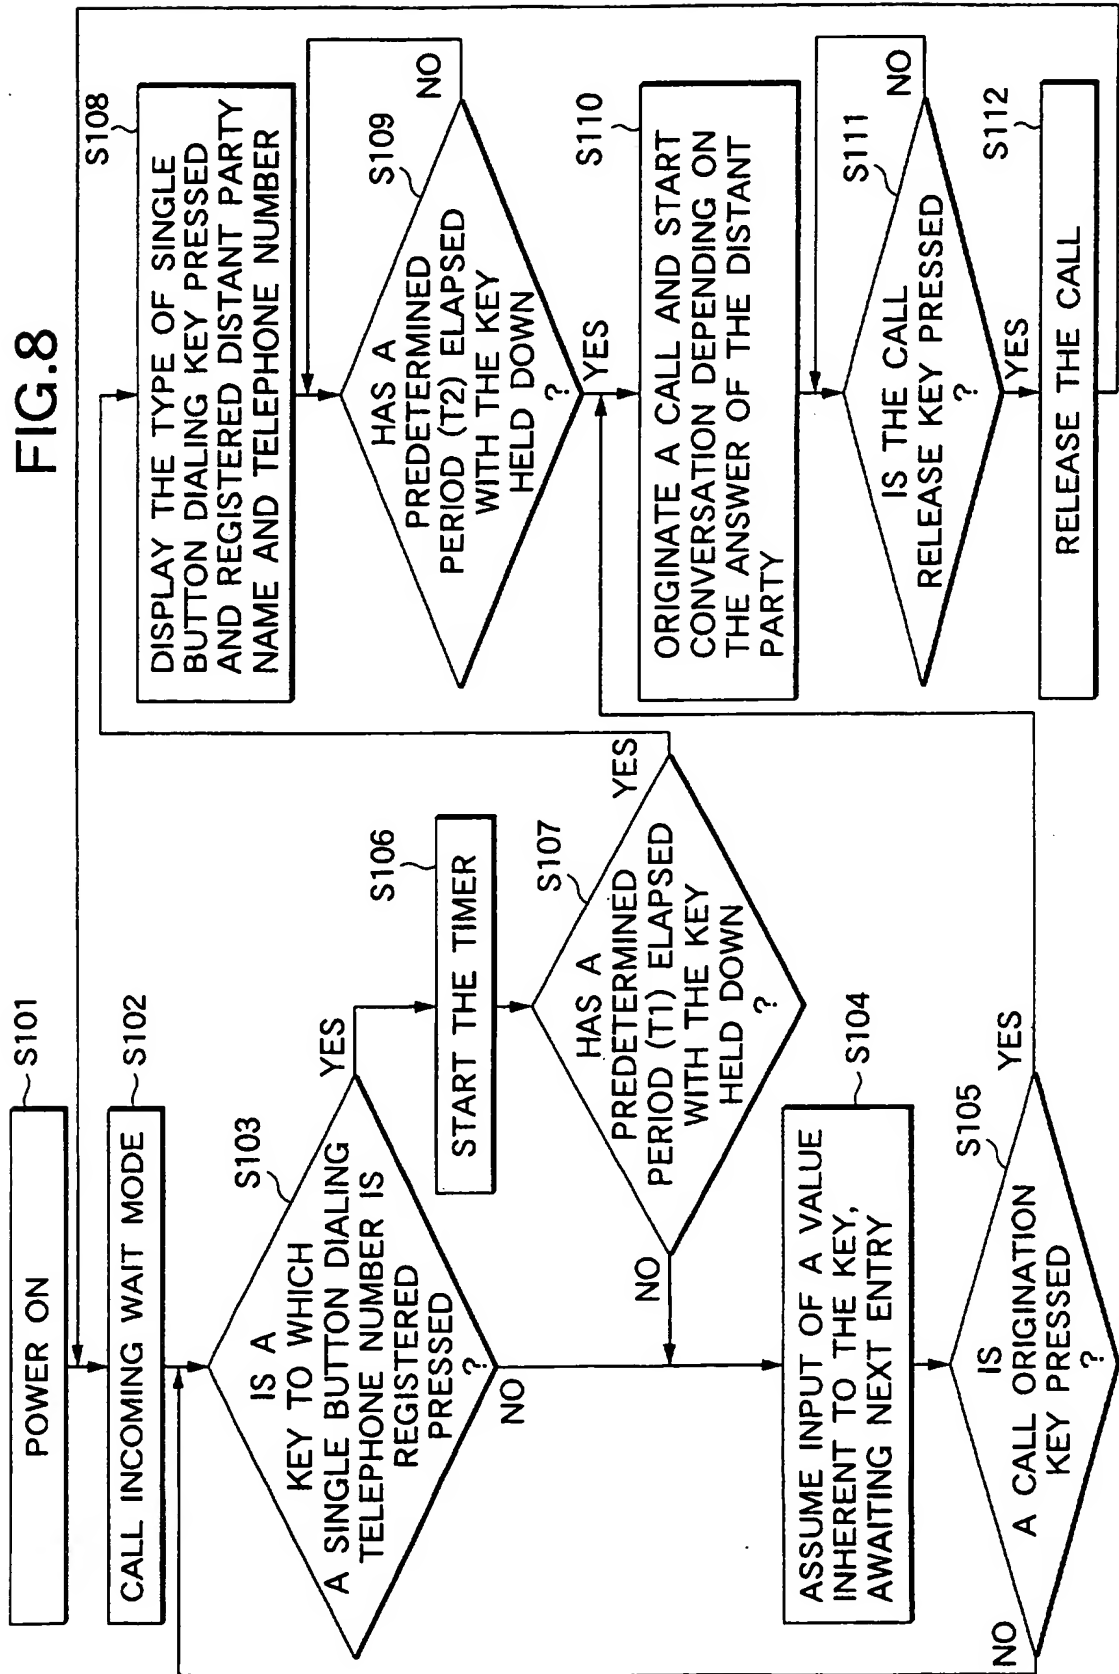 FIG.8
S101
POWER ON
S102
CALL INCOMING WAIT MODE
S103
IS A
KEY TO WHICH
A SINGLE BUTTON DIALING
TELEPHONE NUMBER IS
REGISTERED
PRESSED
?
YES
NO
S106
START THE TIMER
S107
HAS A
PREDETERMINED
PERIOD (T1) ELAPSED
WITH THE KEY
HELD DOWN
?
YES
NO
S104
ASSUME INPUT OF A VALUE
INHERENT TO THE KEY,
AWAITING NEXT ENTRY
S105
IS
A CALL ORIGINATION
KEY PRESSED
?
YES
NO
S108
DISPLAY THE TYPE OF SINGLE
BUTTON DIALING KEY PRESSED
AND REGISTERED DISTANT PARTY
NAME AND TELEPHONE NUMBER
S109
HAS A
PREDETERMINED
PERIOD (T2) ELAPSED
WITH THE KEY
HELD DOWN
?
NO
YES
S110
ORIGINATE A CALL AND START
CONVERSATION DEPENDING ON
THE ANSWER OF THE DISTANT
PARTY
S111
IS THE CALL
RELEASE KEY PRESSED
?
NO
YES
S112
RELEASE THE CALL